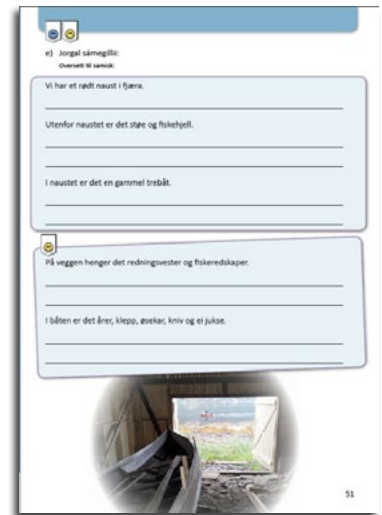 e) Jorgal sámegillii:
Oversett til samisk:
Vi har et rødt naust i fjæra.
Utenfor naustet er det støe og fiskehjell.
I naustet er det en gammel trebåt.
På veggen henger det redningsvester og fiskeredskaper.
I båten er det årer, klepp, øsekar, kniv og ei jukse.
51